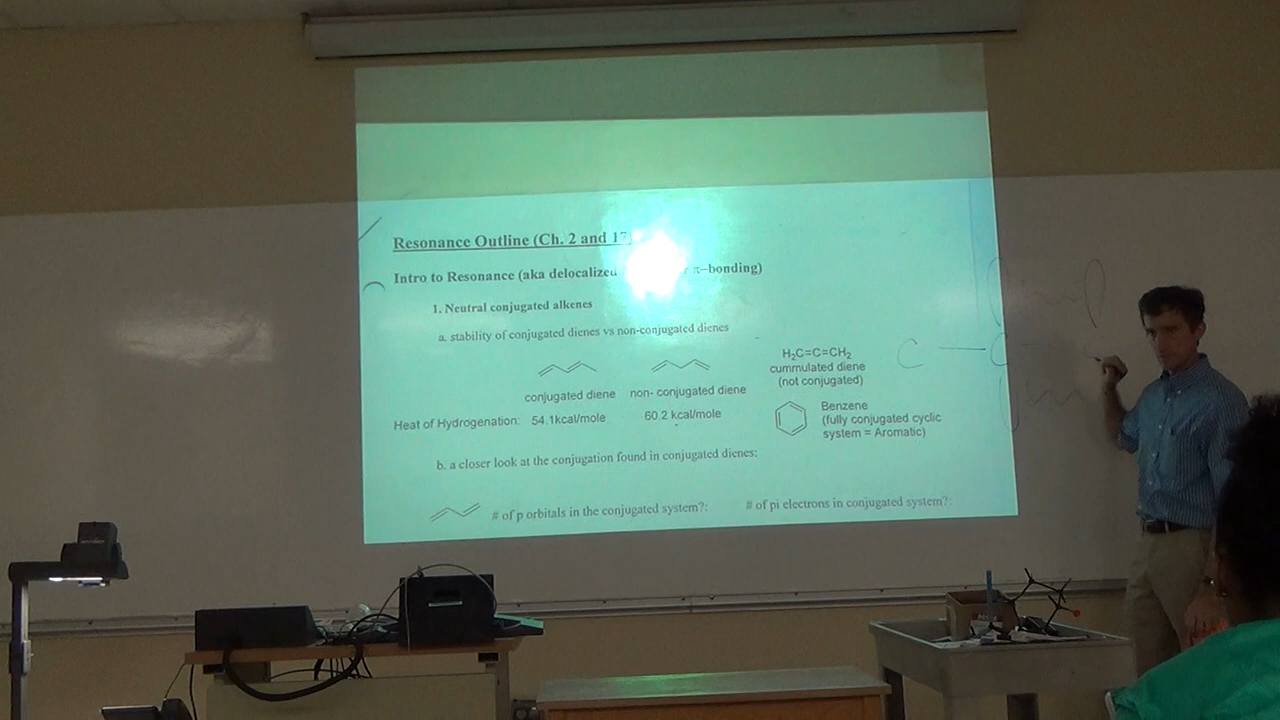 Resonance Outline (Ch. 2 and 17
Intro to Resonance (aka delocalized π–bonding)
1. Neutral conjugated alkenes
a. stability of conjugated dienes vs non-conjugated dienes
H₂C=C=CH₂
cummulated diene
(not conjugated)
conjugated diene non- conjugated diene
Heat of Hydrogenation: 54.1kcal/mole 60.2 kcal/mole
Benzene
(fully conjugated cyclic
system = Aromatic)
b. a closer look at the conjugation found in conjugated dienes:
# of p orbitals in the conjugated system?: # of pi electrons in conjugated system?:
C — C